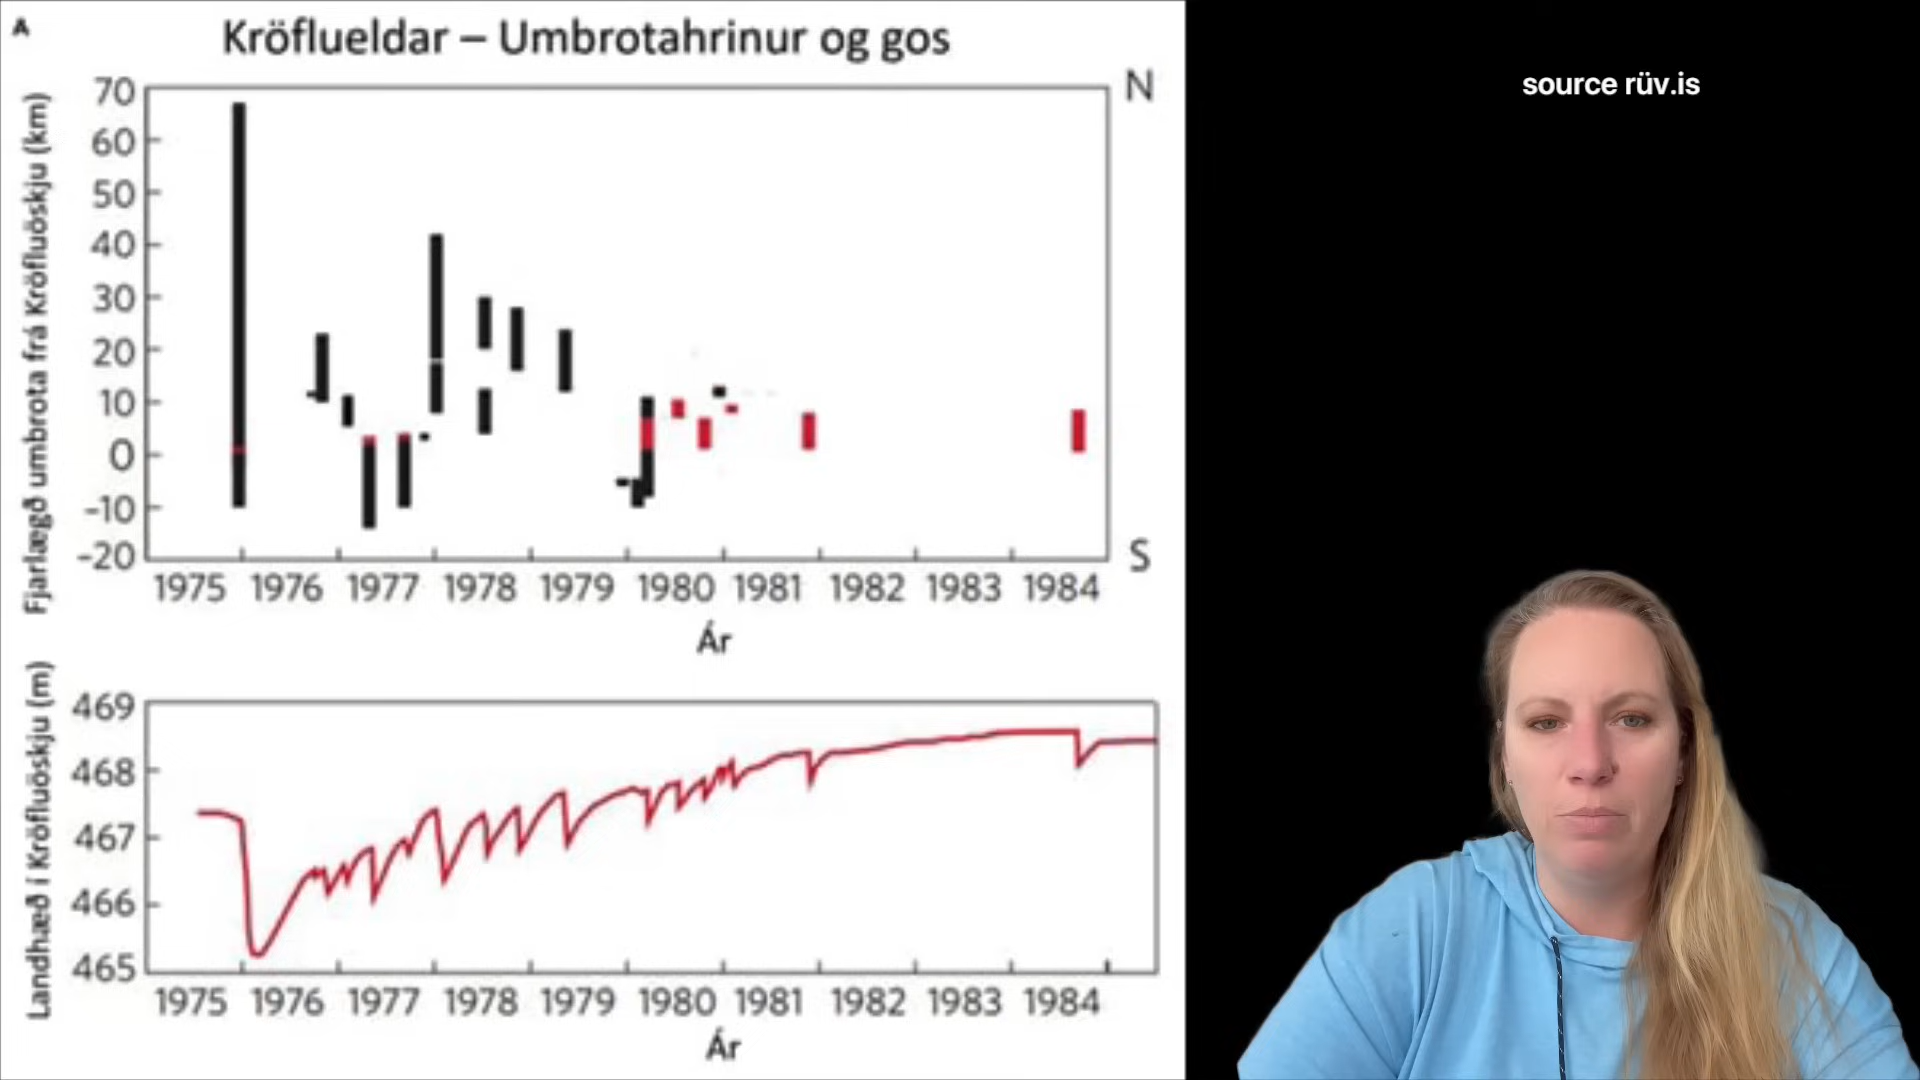 A
Kröflueldar – Umbrotahrinur og gos
N
Fjarlægð umbrota frá Kröfluöskju (km)
70
60
50
40
30
20
10
0
-10
-20
S
1975 1976 1977 1978 1979 1980 1981 1982 1983 1984
Ár
Landhæð í Kröfluöskju (m)
469
468
467
466
465
1975 1976 1977 1978 1979 1980 1981 1982 1983 1984
Ár
source rüv.is